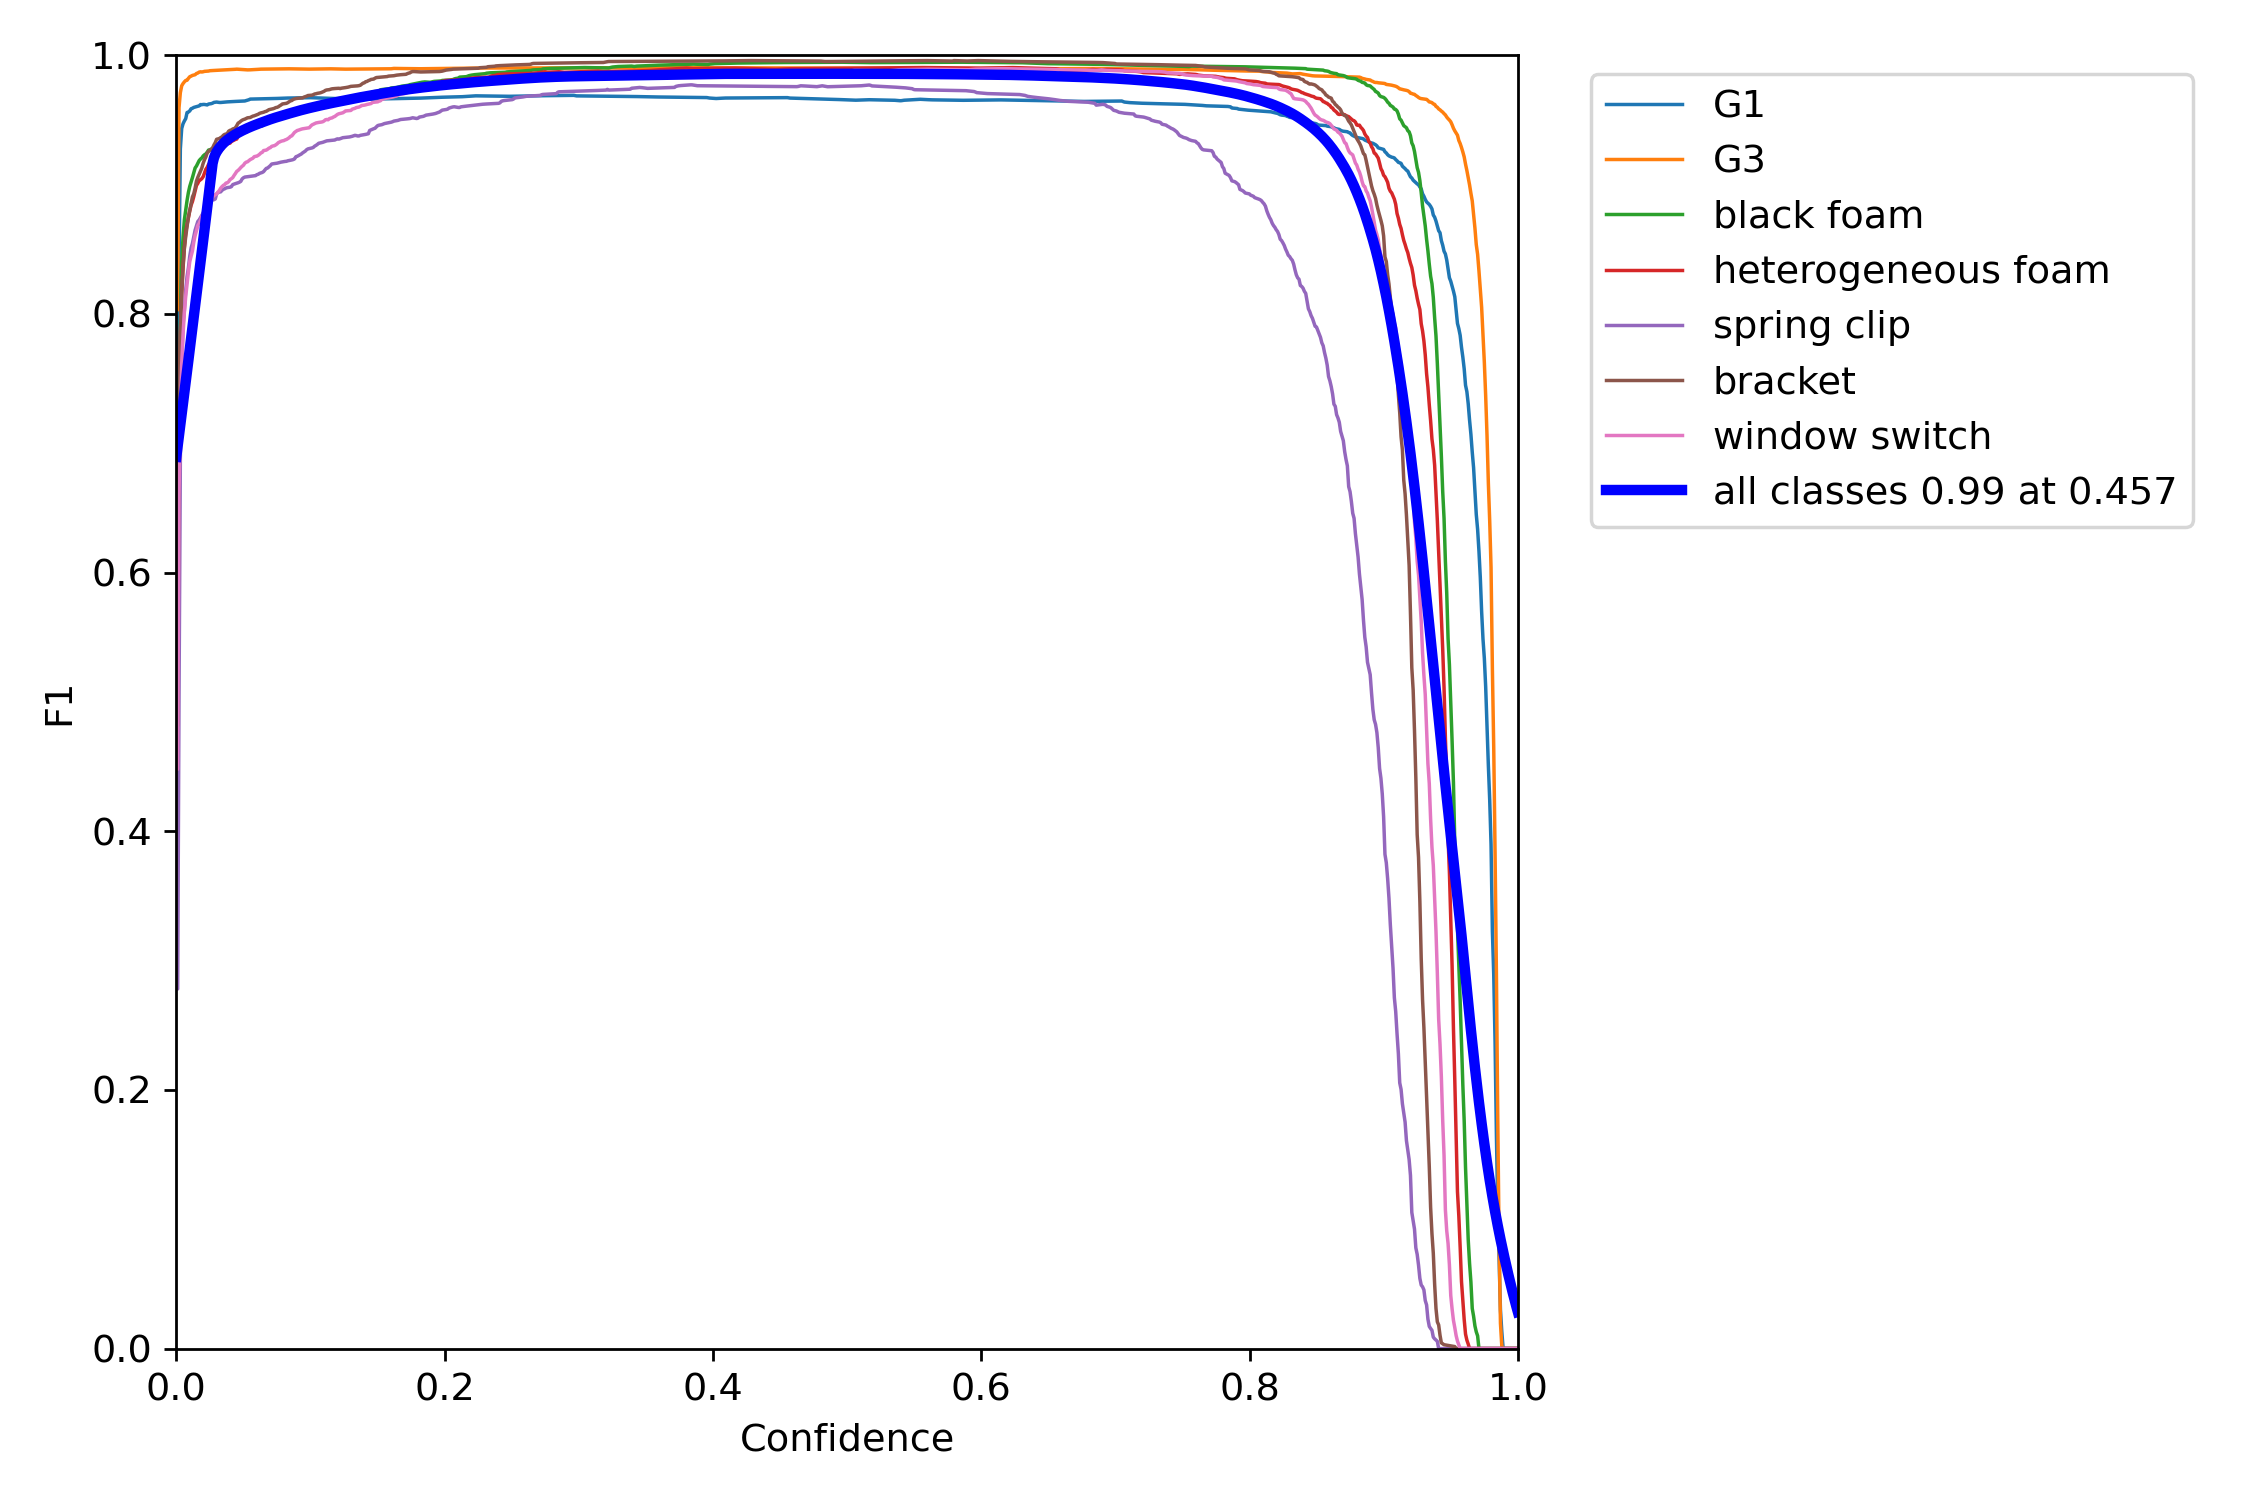 1.0
0.8
0.6
0.4
0.2
0.0
F1
0.0 0.2 0.4 0.6 0.8 1.0
Confidence
G1
G3
black foam
heterogeneous foam
spring clip
bracket
window switch
all classes 0.99 at 0.457